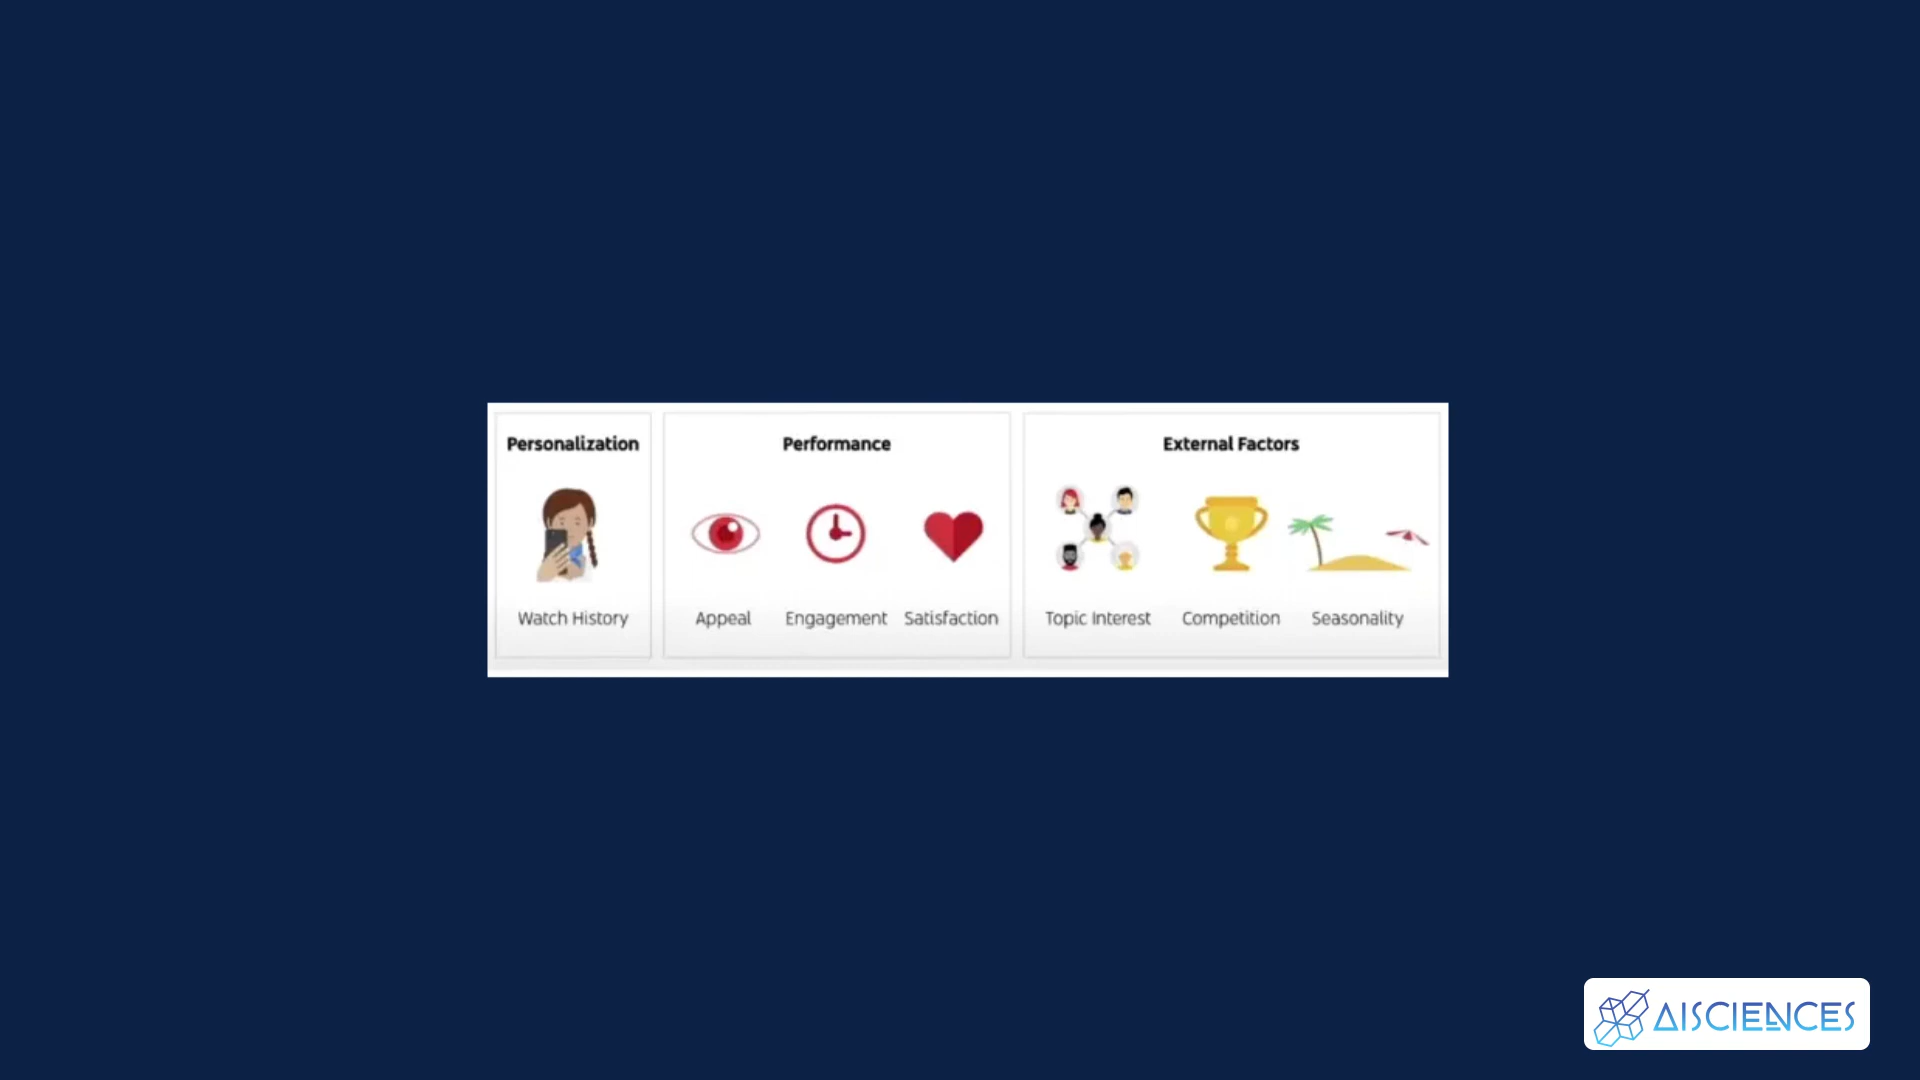 Personalization
Performance
External Factors
Watch History
Appeal
Engagement
Satisfaction
Topic Interest
Competition
Seasonality
AISCIENCES